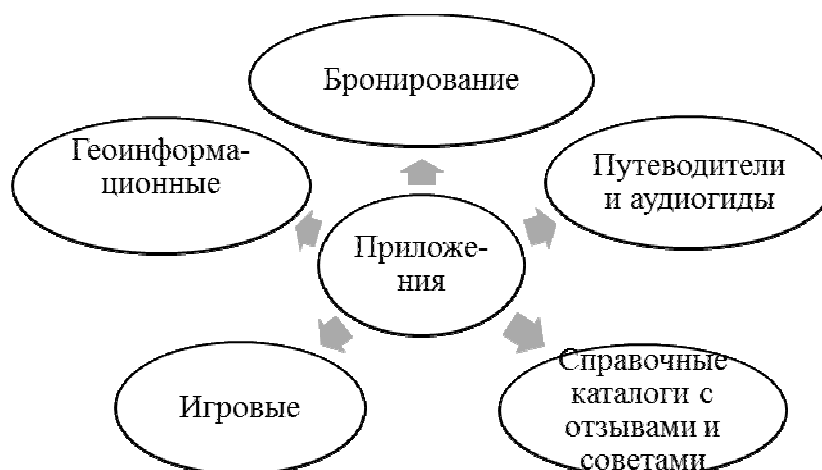 Бронирование
Геоинформа-
ционные
Путеводители
и аудиогиды
Приложе-
ния
Игровые
Справочные
каталоги с
отзывами и
советами